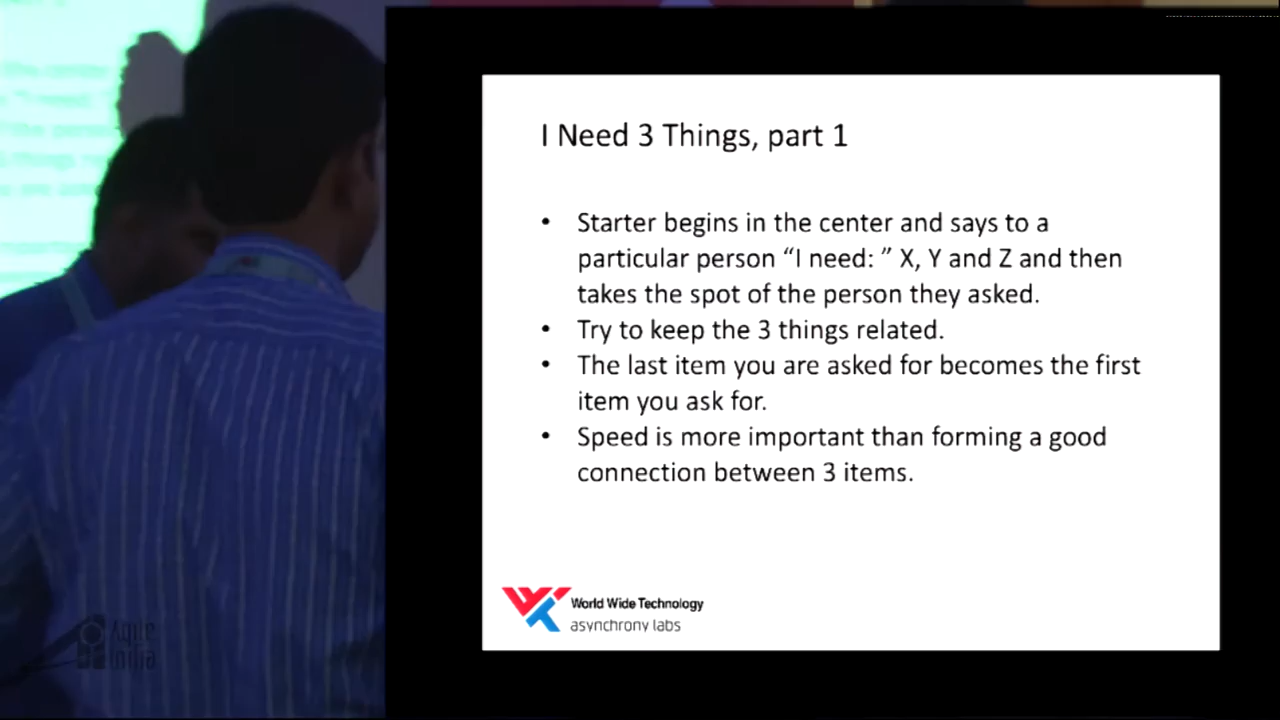 I Need 3 Things, part 1
• Starter begins in the center and says to a
particular person “I need: ” X, Y and Z and then
takes the spot of the person they asked.
• Try to keep the 3 things related.
• The last item you are asked for becomes the first
item you ask for.
• Speed is more important than forming a good
connection between 3 items.
World Wide Technology
asynchrony labs
Agile
India